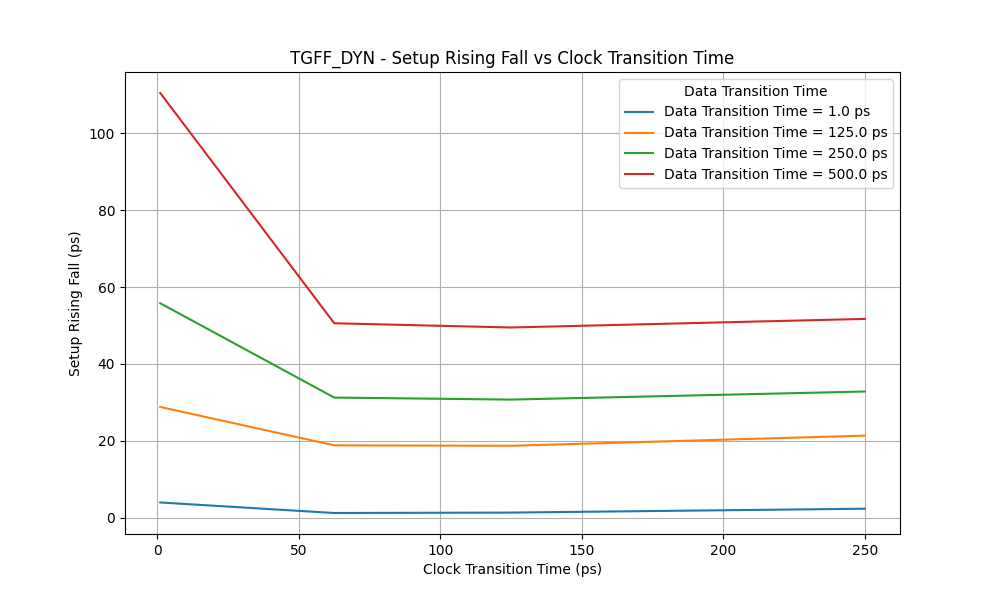 TGFF_DYN - Setup Rising Fall vs Clock Transition Time
Data Transition Time
Data Transition Time = 1.0 ps
Data Transition Time = 125.0 ps
Data Transition Time = 250.0 ps
Data Transition Time = 500.0 ps
Setup Rising Fall (ps)
100
80
60
40
20
0
0 50 100 150 200 250
Clock Transition Time (ps)